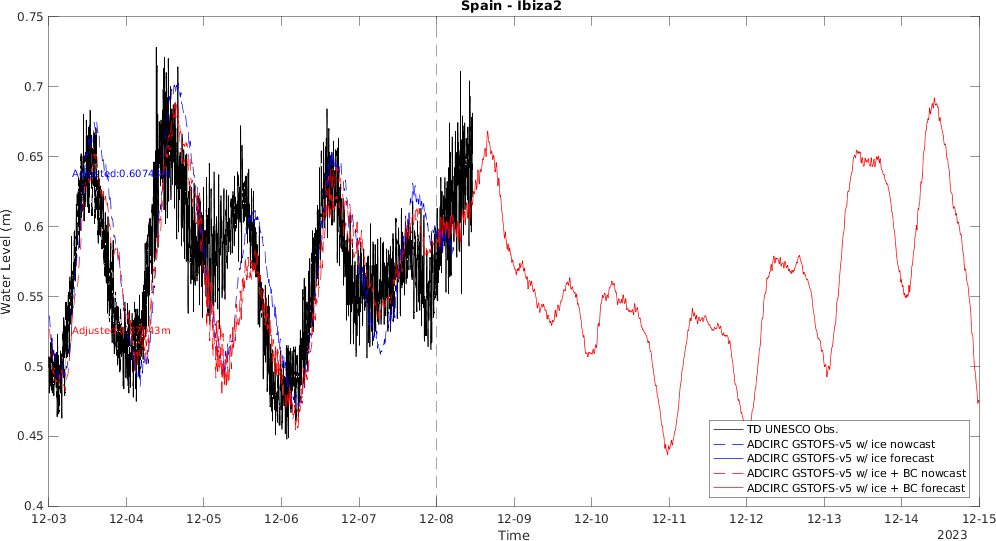 Spain - Ibiza2
0.75
0.7
0.65
0.6
0.55
0.5
0.45
0.4
Water Level (m)
Adjusted:0.6074
Adjusted
43m
TD UNESCO Obs.
ADCIRC GSTOFS-v5 w/ ice nowcast
ADCIRC GSTOFS-v5 w/ ice forecast
ADCIRC GSTOFS-v5 w/ ice + BC nowcast
ADCIRC GSTOFS-v5 w/ ice + BC forecast
12-03 12-04 12-05 12-06 12-07 12-08 12-09 12-10 12-11 12-12 12-13 12-14 12-15
Time
2023